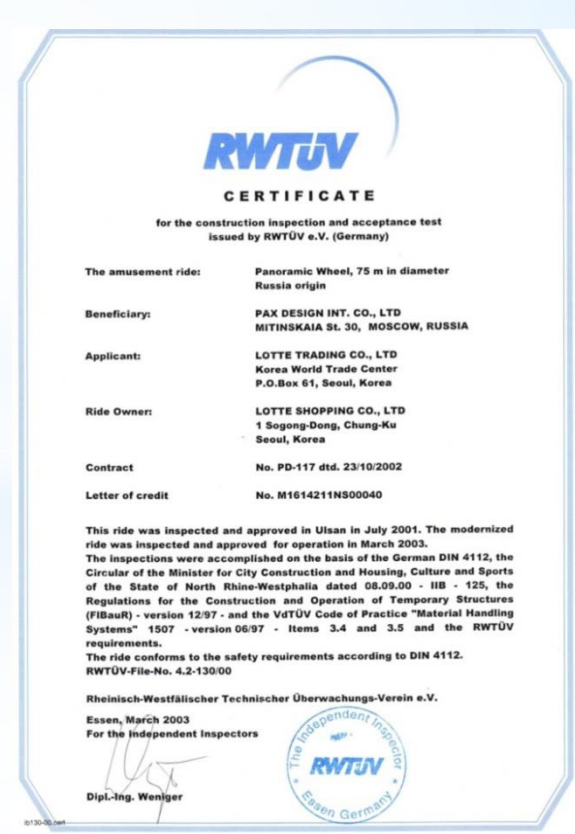 RWTÜV
CERTIFICATE
for the construction inspection and acceptance test
issued by RWTÜV e.V. (Germany)
The amusement ride: Panoramic Wheel, 75 m in diameter
Russia origin
Beneficiary: PAX DESIGN INT. CO., LTD
MITINSKAIA St. 30, MOSCOW, RUSSIA
Applicant: LOTTE TRADING CO., LTD
Korea World Trade Center
P.O.Box 61, Seoul, Korea
Ride Owner: LOTTE SHOPPING CO., LTD
1 Sogong-Dong, Chung-Ku
Seoul, Korea
Contract No. PD-117 dtd. 23/10/2002
Letter of credit No. M1614211NS00040
This ride was inspected and approved in Ulsan in July 2001. The modernized
ride was inspected and approved for operation in March 2003.
The inspections were accomplished on the basis of the German DIN 4112, the
Circular of the Minister for City Construction and Housing, Culture and Sports
of the State of North Rhine-Westphalia dated 08.09.00 - IIB - 125, the
Regulations for the Construction and Operation of Temporary Structures
(FlBauR) - version 12/97 - and the VdTÜV Code of Practice "Material Handling
Systems" 1507 - version 06/97 - Items 3.4 and 3.5 and the RWTÜV
requirements.
The ride conforms to the safety requirements according to DIN 4112.
RWTÜV-File-No. 4.2-130/00
Rheinisch-Westfälischer Technischer Überwachungs-Verein e.V.
Essen, March 2003
For the Independent Inspectors
Dipl.-Ing. Weniger
The Independent Inspector
RWTÜV
Essen Germany